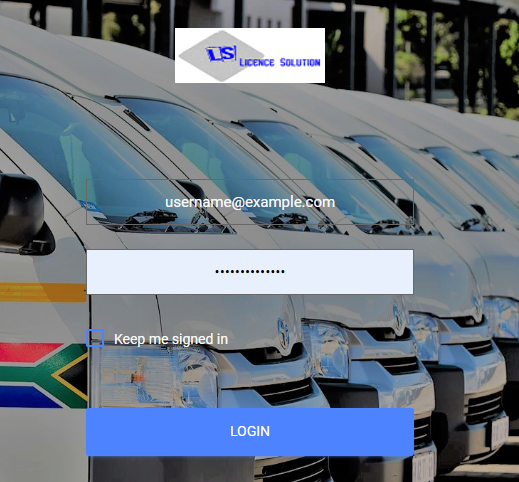 LS LICENCE SOLUTION
username@example.com
••••••••••••••
Keep me signed in
LOGIN